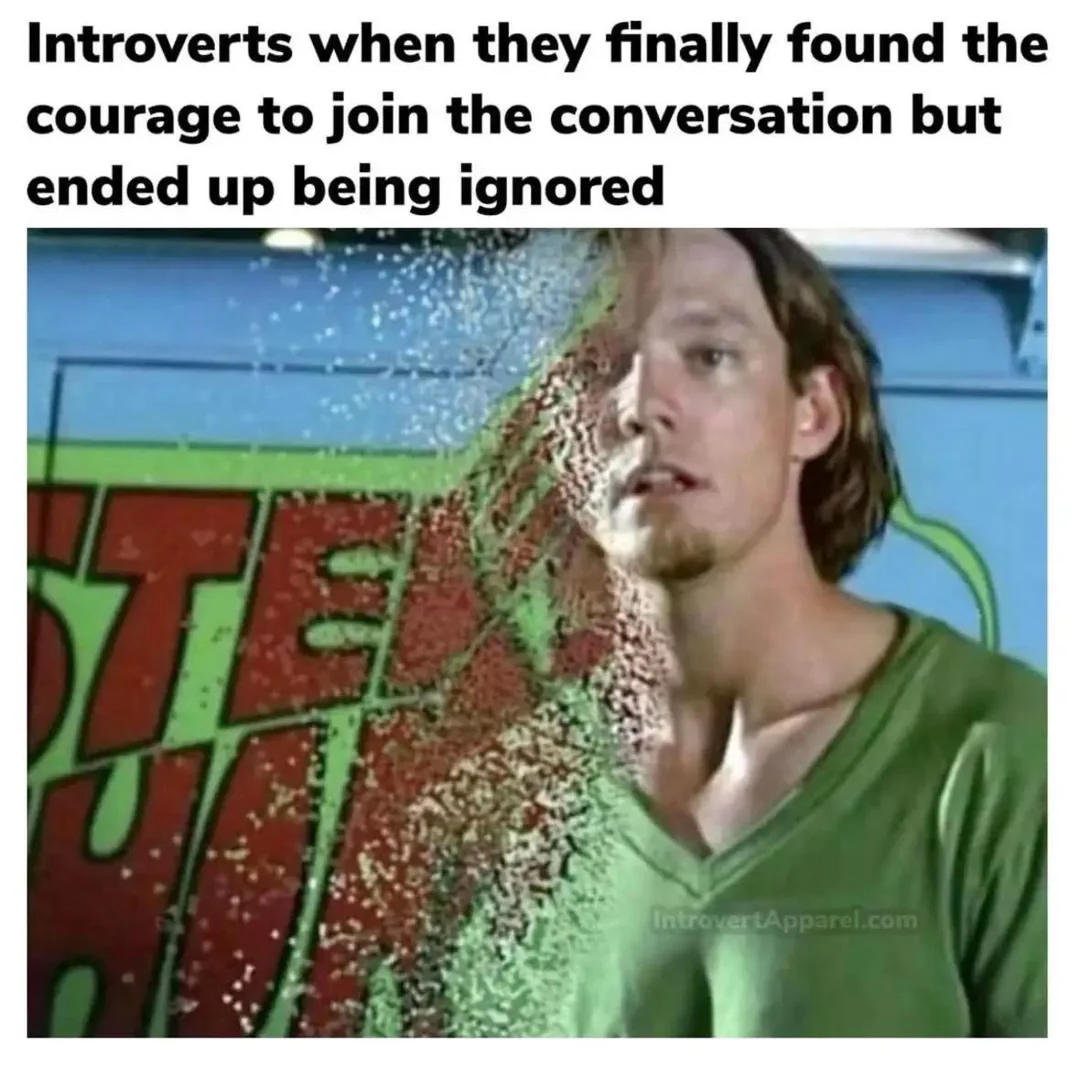 Introverts when they finally found the
courage to join the conversation but
ended up being ignored
IntrovertApparel.com